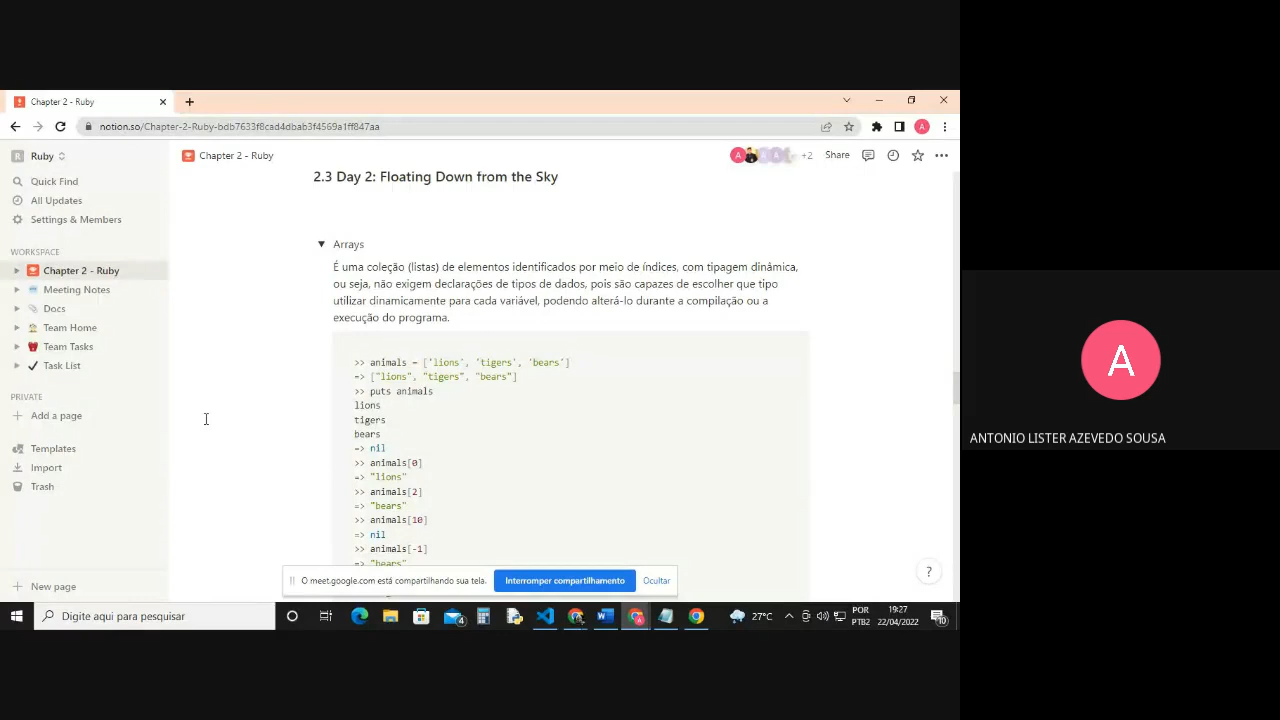 Chapter 2 - Ruby
notion.so/Chapter-2-Ruby-bdb7633f8cad4dbab3f4569a1ff847aa
A
R Ruby
Chapter 2 - Ruby
A
+2
Share
Quick Find
All Updates
Settings & Members
WORKSPACE
Chapter 2 - Ruby
Meeting Notes
Docs
Team Home
Team Tasks
Task List
PRIVATE
Add a page
Templates
Import
Trash
New page
2.3 Day 2: Floating Down from the Sky
Arrays
É uma coleção (listas) de elementos identificados por meio de índices, com tipagem dinâmica,
ou seja, não exigem declarações de tipos de dados, pois são capazes de escolher que tipo
utilizar dinamicamente para cada variável, podendo alterá-lo durante a compilação ou a
execução do programa.
>> animals = ['lions', 'tigers', 'bears']
=> ["lions", "tigers", "bears"]
>> puts animals
lions
tigers
bears
=> nil
>> animals[0]
=> "lions"
>> animals[2]
=> "bears"
>> animals[10]
=> nil
>> animals[-1]
=> "bears"
O meet.google.com está compartilhando sua tela.
Interromper compartilhamento
Ocultar
?
Digite aqui para pesquisar
4
27°C
POR
PTB2
19:27
22/04/2022
10
A
ANTONIO LISTER AZEVEDO SOUSA